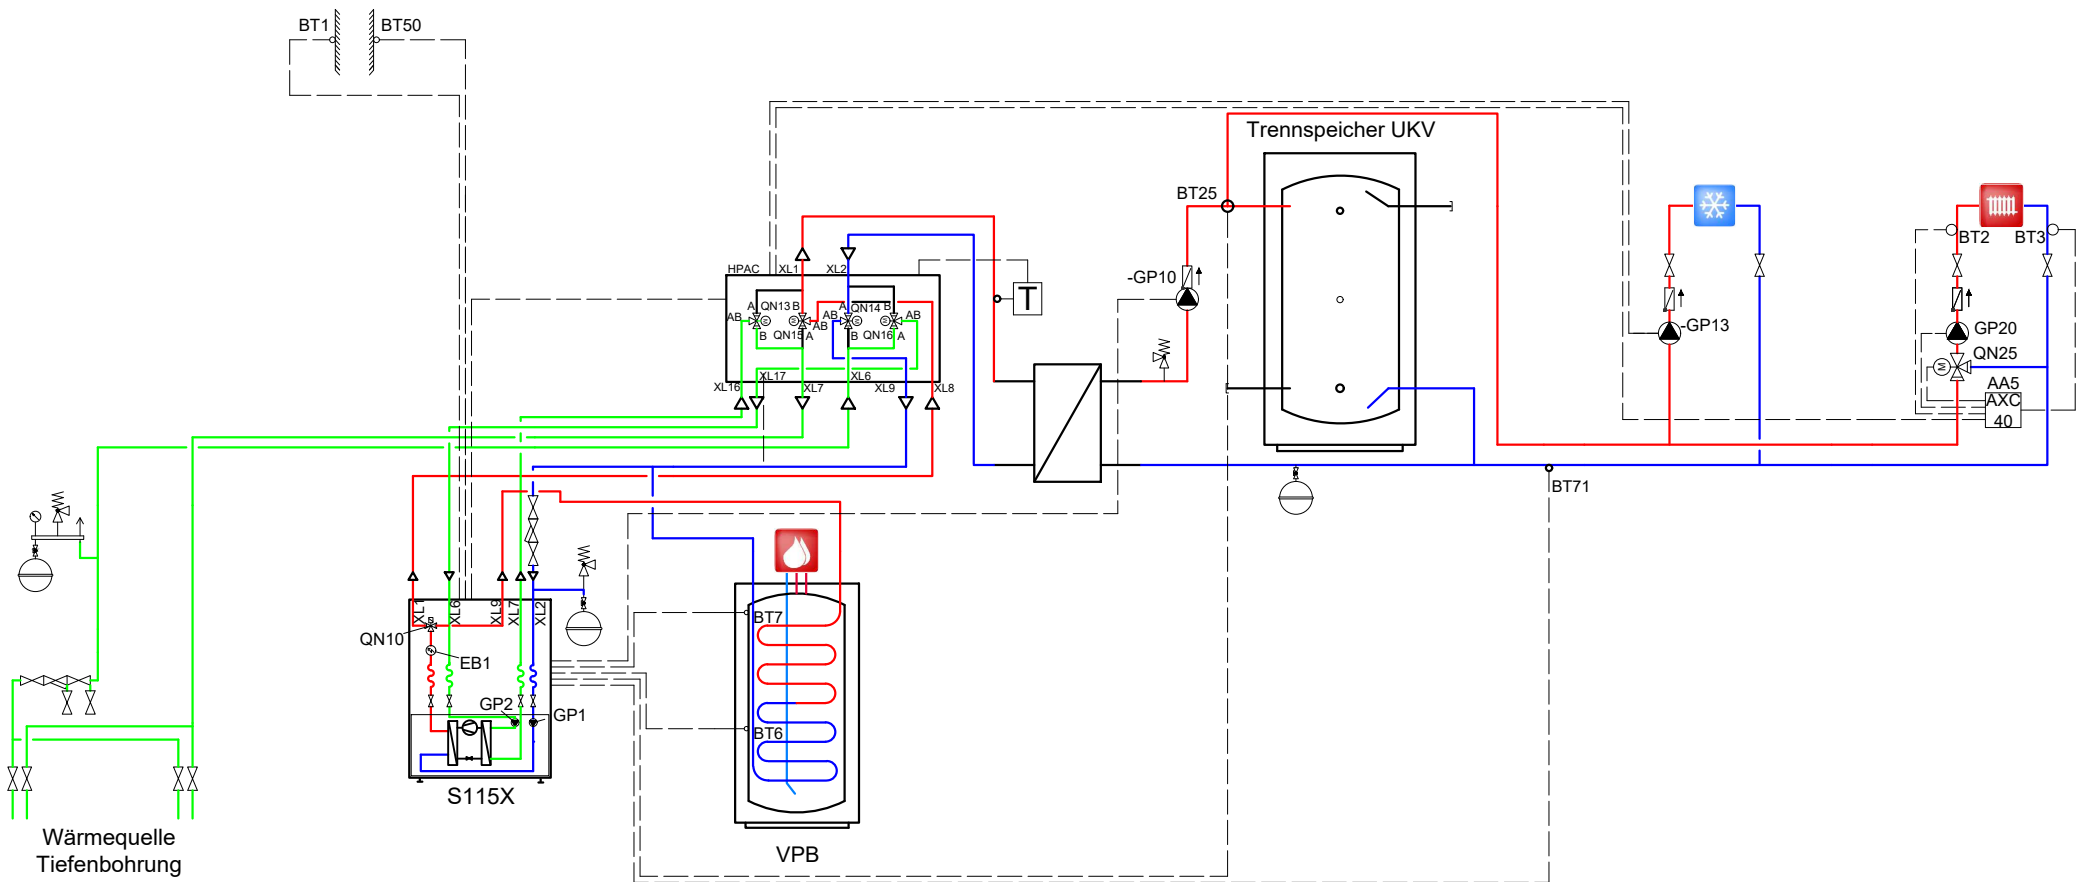 BT1
BT50
Trennspeicher UKV
BT25
BT2
BT3
HPAC
XL1
XL2
-GP10
T
A
QN13
B
A
QN14
B
AB
M
M
AB
AB
M
M
AB
B
QN15
A
B
QN16
A
-GP13
GP20
QN25
M
XL16
XL17
XL7
XL6
XL9
XL8
AA5
AXC
40
BT71
XL1
XL6
XL9
XL7
XL2
QN10
EB1
BT7
GP2
GP1
BT6
S115X
VPB
Wärmequelle
Tiefenbohrung